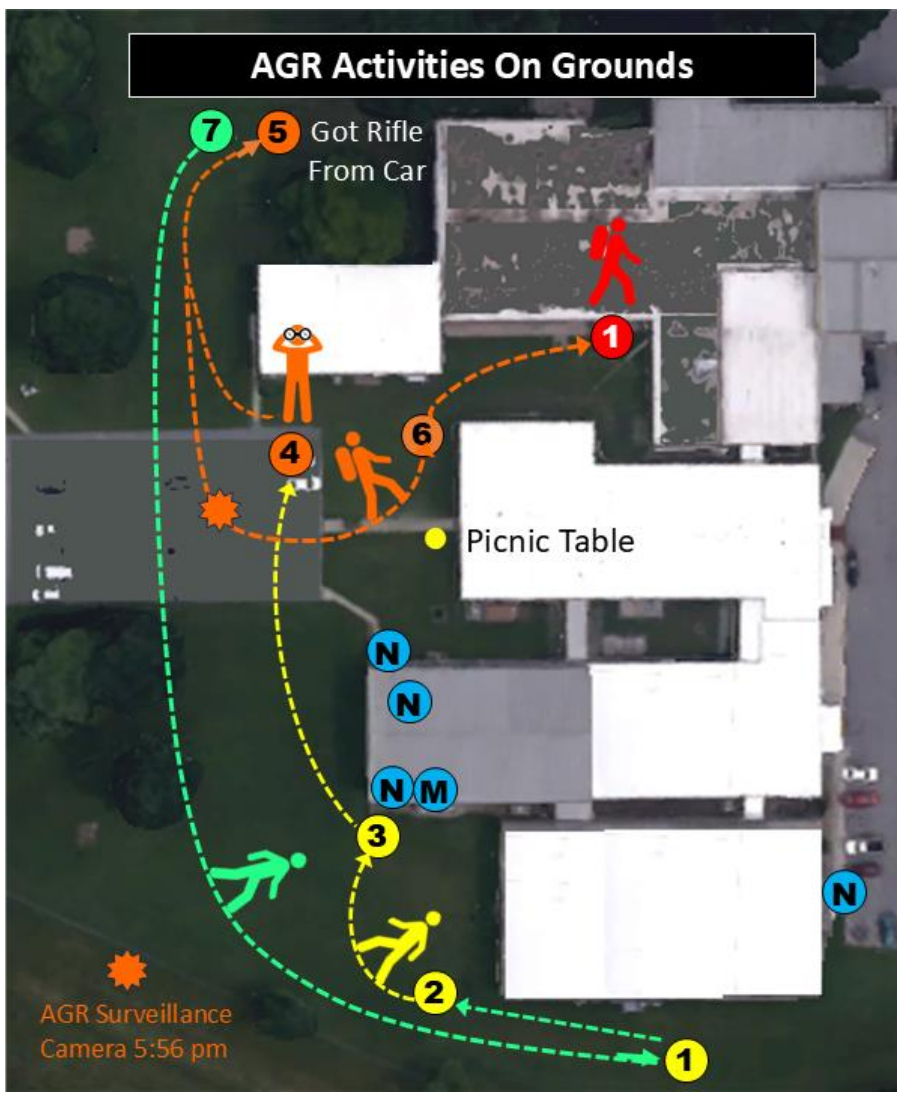 AGR Activities On Grounds
7
5
Got Rifle
From Car
1
4
6
Picnic Table
N
N
N
M
3
N
2
AGR Surveillance
Camera 5:56 pm
1